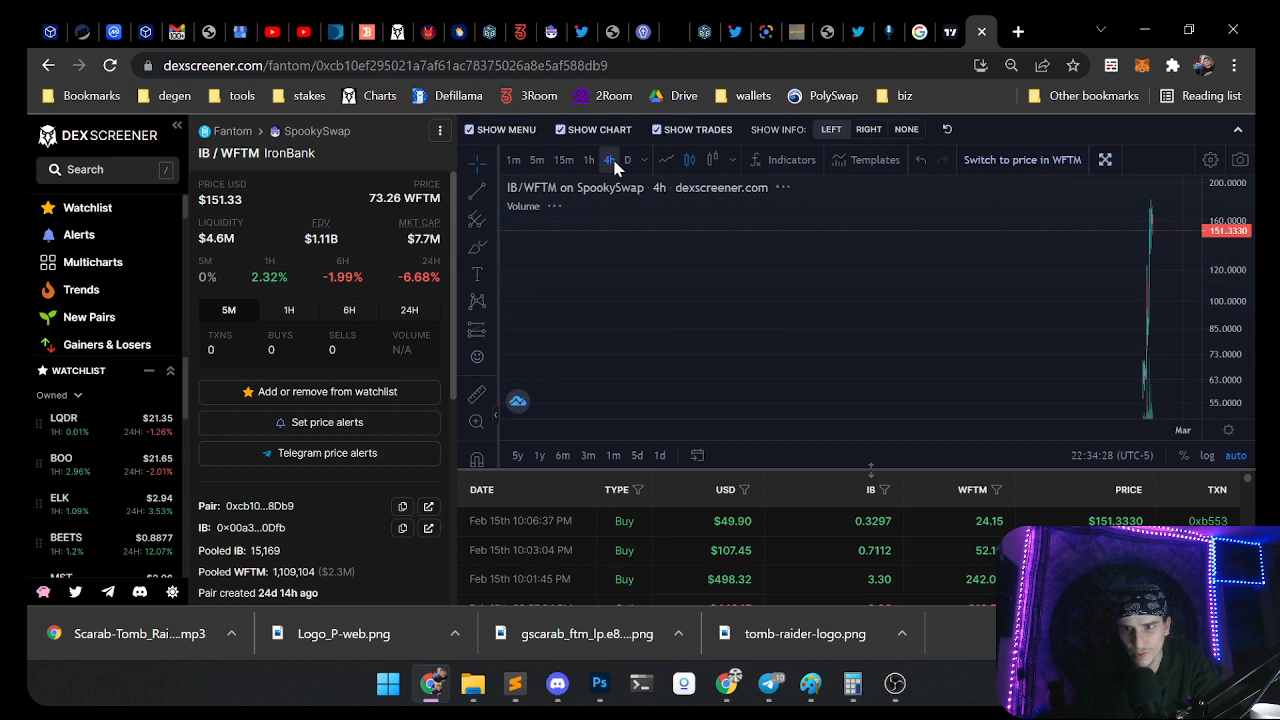 dexscreener.com/fantom/0xcb10ef295021a7af61ac78375026a8e5af8db9
Bookmarks degen tools stakes Charts Defillama 3Room 2Room Drive wallets PolySwap biz Other bookmarks Reading list
DEX SCREENER
Search /
Watchlist
Alerts
Multicharts
Trends
New Pairs
Gainers & Losers
WATCHLIST
Owned
LQDR $21.35
1H: 0.01% 24H: -1.26%
BOO $21.65
1H: 2.96% 24H: -2.01%
ELK $2.94
1H: 1.09% 24H: 3.53%
BEETS $0.8877
1H: 1.2% 24H: 12.07%
Fantom > SpookySwap
IB / WFTM IronBank
PRICE USD PRICE
$151.33 73.26 WFTM
LIQUIDITY FDV MKT CAP
$4.6M $1.11B $7.7M
5M 1H 6H 24H
0% 2.32% -1.99% -6.68%
5M 1H 6H 24H
TXNS BUYS SELLS VOLUME
0 0 0 N/A
Add or remove from watchlist
Set price alerts
Telegram price alerts
Pair: 0xcb10...8Db9
IB: 0x00a3...0Dfb
Pooled IB: 15,169
Pooled WFTM: 1,109,104 ($2.3M)
Pair created 24d 14h ago
SHOW MENU SHOW CHART SHOW TRADES SHOW INFO: LEFT RIGHT NONE
1m 5m 15m 1h 4h D Indicators Templates Switch to price in WFTM
IB/WFTM on SpookySwap · 4h · dexscreener.com
Volume
200.0000
160.0000
151.3330
120.0000
100.0000
85.0000
73.0000
63.0000
55.0000
Mar
5y 1y 6m 3m 1m 5d 1d 22:34:28 (UTC-5) % log auto
DATE TYPE USD IB WFTM PRICE TXN
Feb 15th 10:06:37 PM Buy $49.90 0.3297 24.15 $151.3330 0xb553
Feb 15th 10:03:04 PM Buy $107.45 0.7112
Feb 15th 10:01:45 PM Buy $498.32 3.30
Scarab-Tomb_Rai....mp3 Logo_P-web.png gscarab_ftm_lp.e8....png tomb-raider-logo.png
10